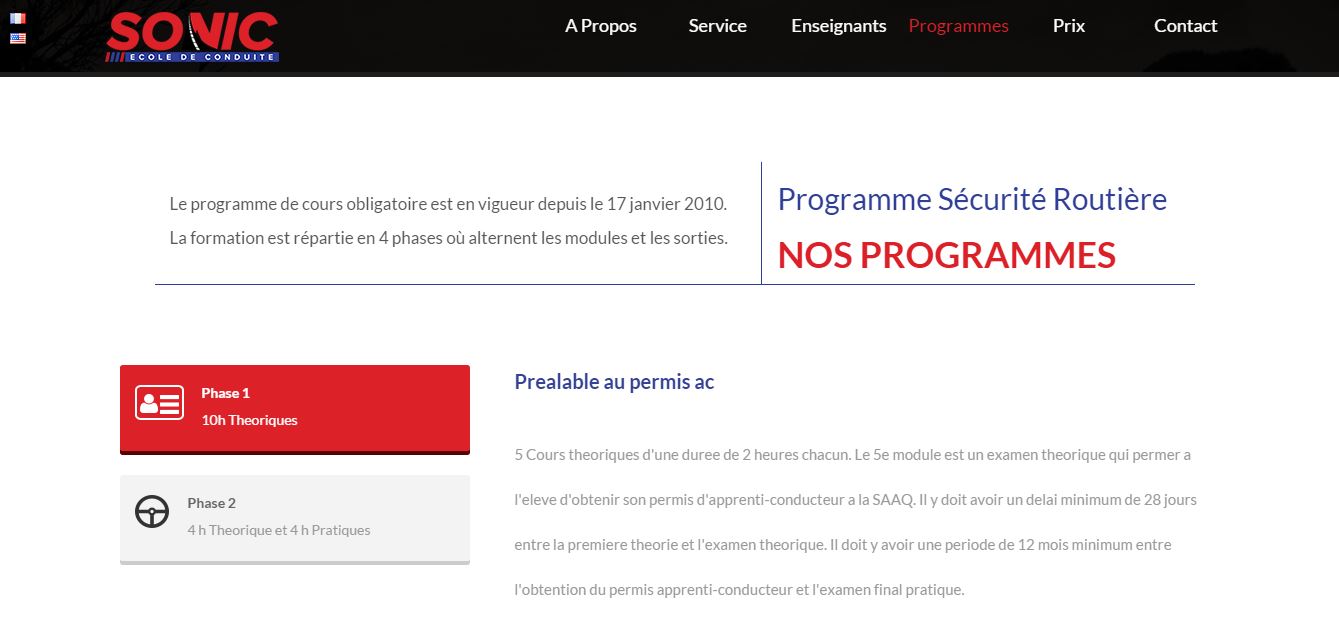 SONIC
ECOLE DE CONDUITE
A Propos
Service
Enseignants
Programmes
Prix
Contact
Le programme de cours obligatoire est en vigueur depuis le 17 janvier 2010.
La formation est répartie en 4 phases où alternent les modules et les sorties.
Programme Sécurité Routière
NOS PROGRAMMES
Phase 1
10h Theoriques
Phase 2
4 h Theorique et 4 h Pratiques
Prealable au permis ac
5 Cours theoriques d'une duree de 2 heures chacun. Le 5e module est un examen theorique qui permer a
l'eleve d'obtenir son permis d'apprenti-conducteur a la SAAQ. Il y doit avoir un delai minimum de 28 jours
entre la premiere theorie et l'examen theorique. Il doit y avoir une periode de 12 mois minimum entre
l'obtention du permis apprenti-conducteur et l'examen final pratique.